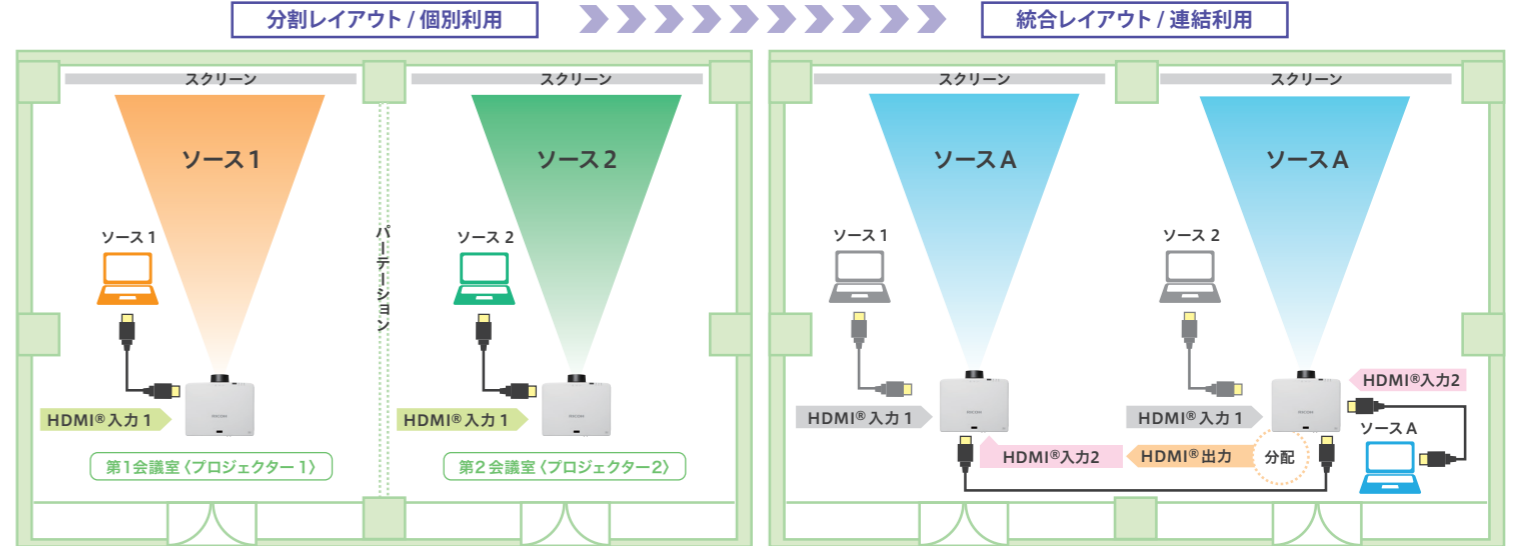 分割レイアウト / 個別利用
統合レイアウト / 連結利用
スクリーン
スクリーン
ソース1
ソース2
ソース 1
ソース 2
パーテーション
HDMI®入力 1
HDMI®入力 1
第1会議室〈プロジェクター1〉
第2会議室〈プロジェクター2〉
スクリーン
スクリーン
ソースA
ソースA
ソース 1
ソース 2
HDMI®入力2
HDMI®入力 1
HDMI®入力 1
ソース A
HDMI®入力2
HDMI®出力
分配